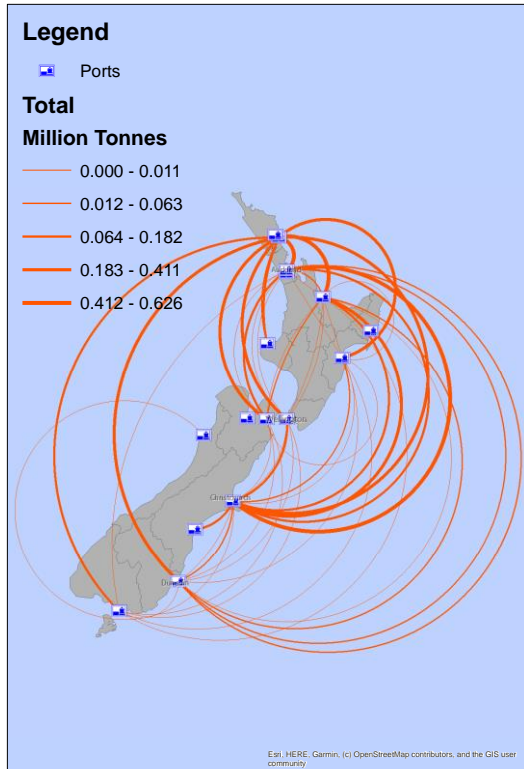 Legend
Ports
Total
Million Tonnes
0.000 - 0.011
0.012 - 0.063
0.064 - 0.182
0.183 - 0.411
0.412 - 0.626
Christchurch
Esri, HERE, Garmin, (c) OpenStreetMap contributors, and the GIS user
community